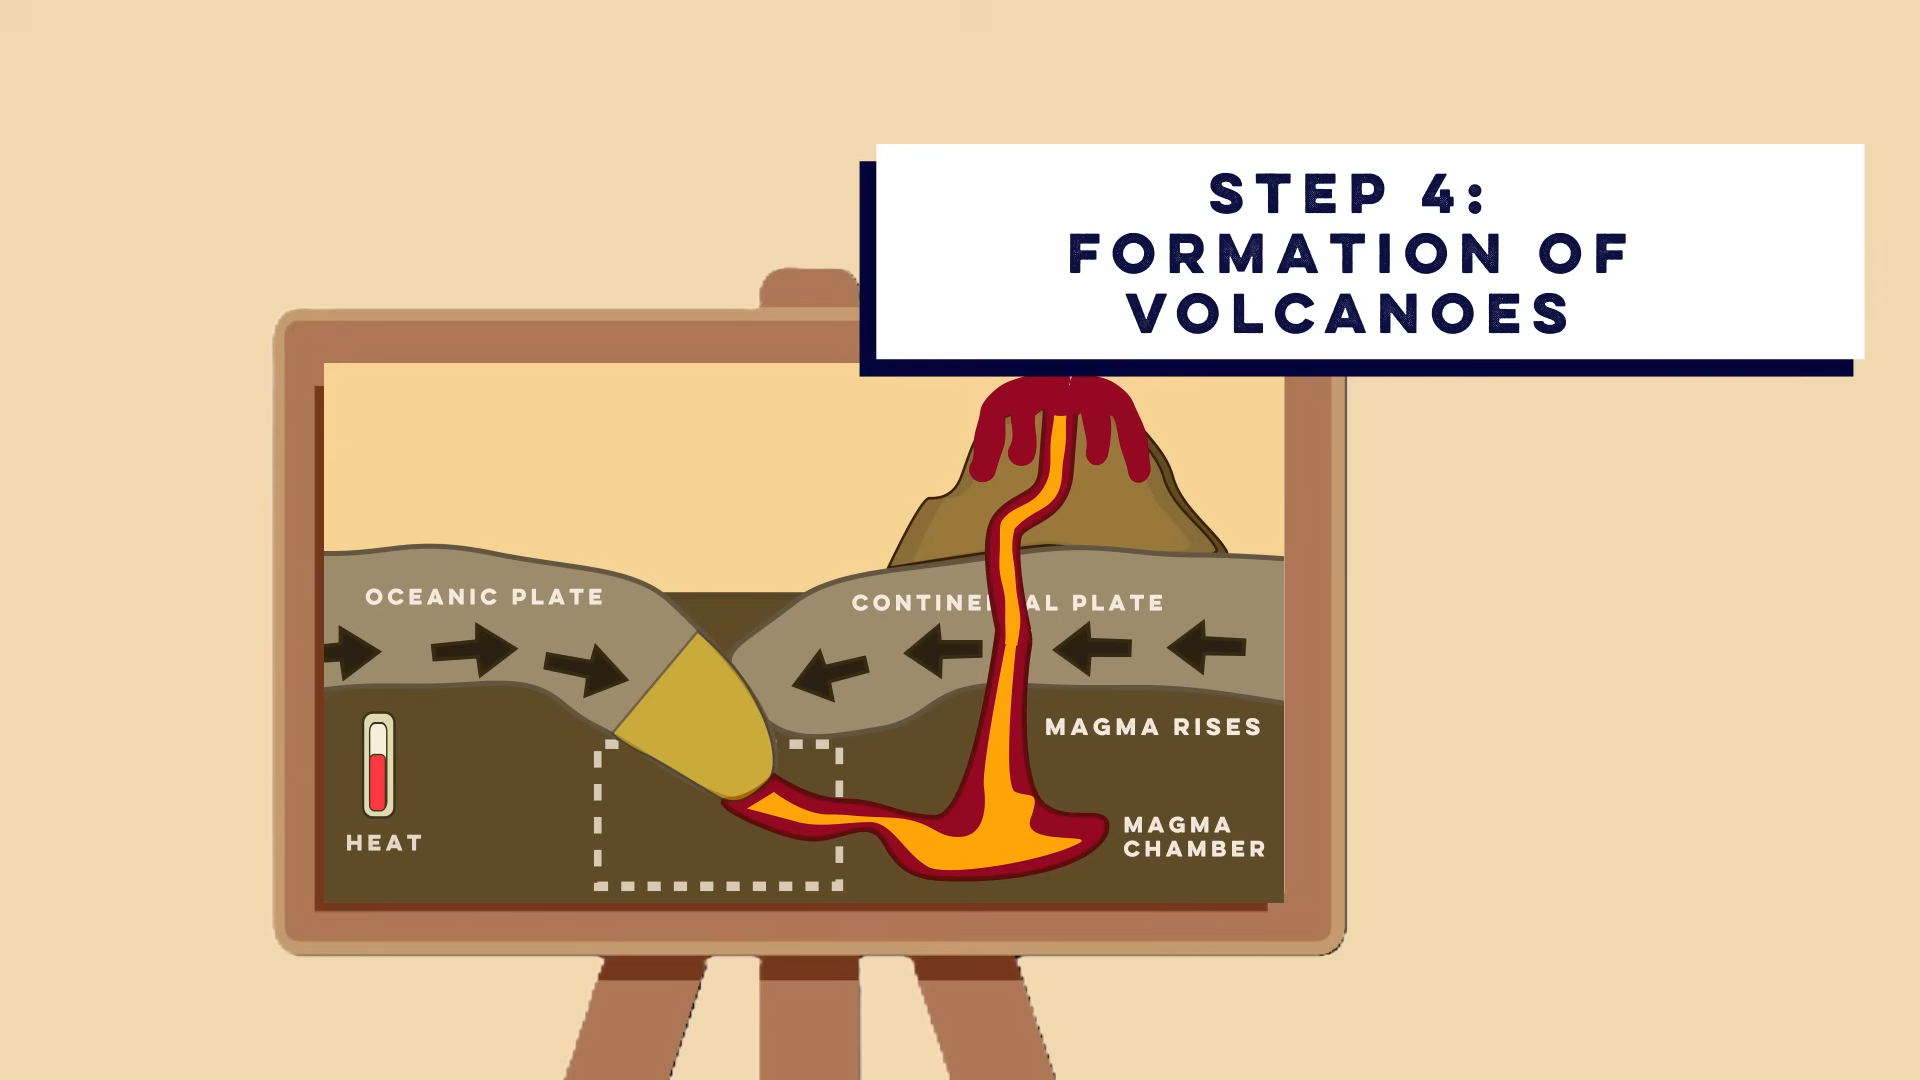 STEP 4:
FORMATION OF
VOLCANOES
OCEANIC PLATE
PLATE
MAGMA RISES
HEAT
MAGMA
CHAMBER